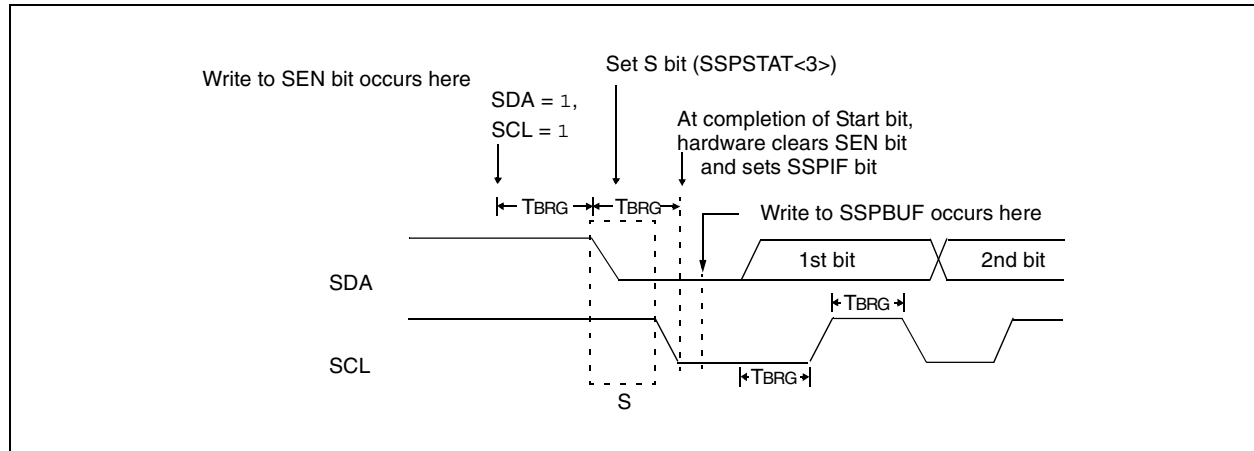 Write to SEN bit occurs here
Set S bit (SSPSTAT<3>)
SDA = 1,
SCL = 1
At completion of Start bit,
hardware clears SEN bit
and sets SSPIF bit
TBRG
TBRG
Write to SSPBUF occurs here
SDA
1st bit
2nd bit
TBRG
SCL
TBRG
S